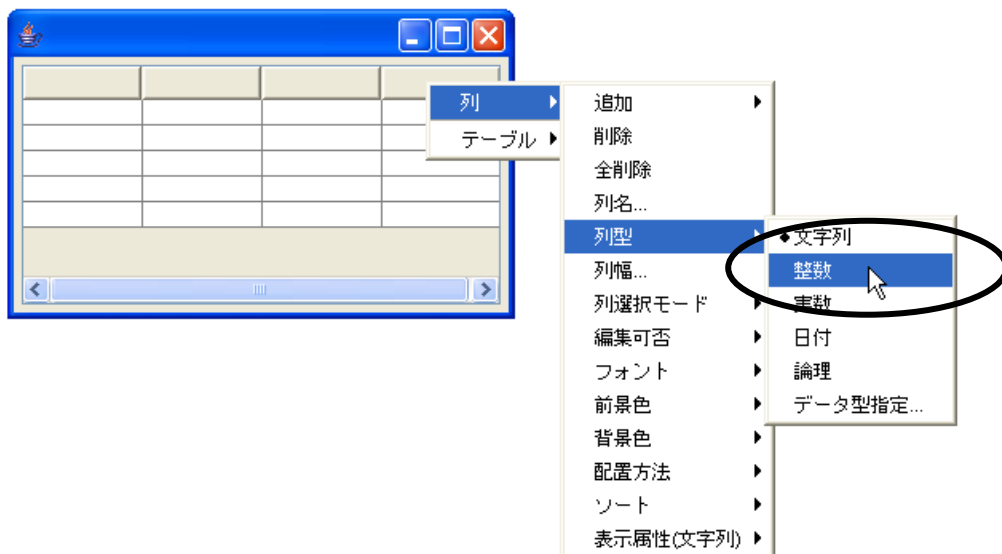 列
テーブル
追加
削除
全削除
列名...
列型
列幅...
列選択モード
編集可否
フォント
前景色
背景色
配置方法
ソート
表示属性(文字列)
文字列
整数
実数
日付
論理
データ型指定...